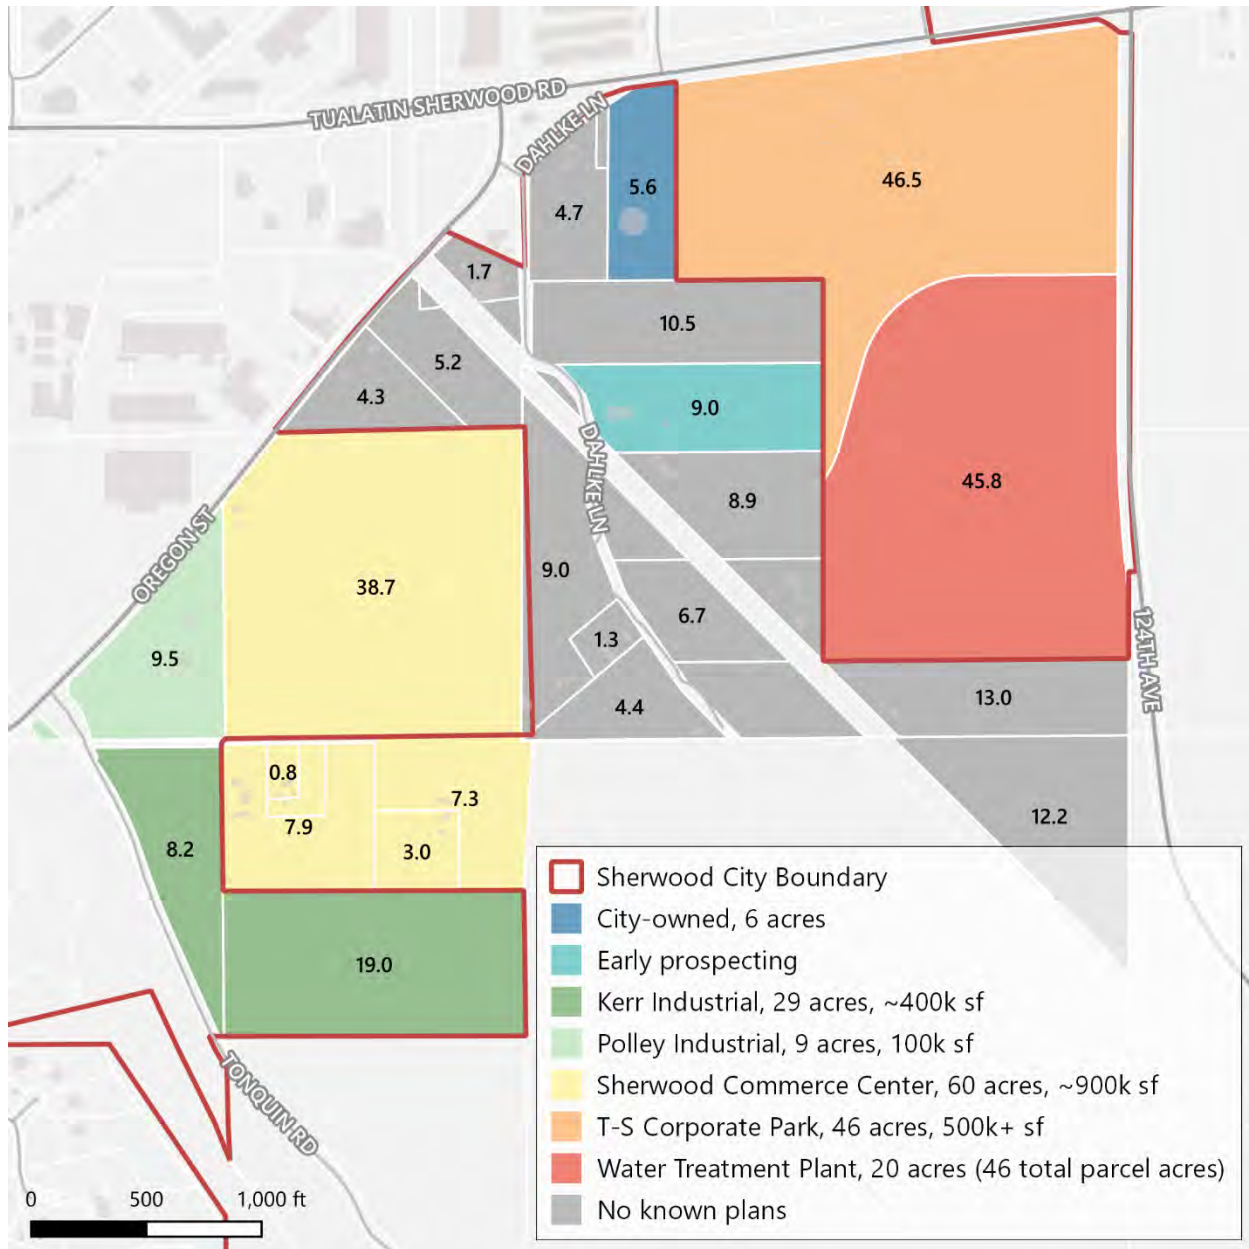 TUALATIN SHERWOOD RD
DAHLKE LN
46.5
5.6
4.7
1.7
10.5
5.2
4.3
9.0
DAHLKE LN
45.8
8.9
OREGON ST
9.0
38.7
6.7
1.3
9.5
124TH AVE
13.0
4.4
0.8
7.3
12.2
7.9
3.0
8.2
Sherwood City Boundary
City-owned, 6 acres
Early prospecting
19.0
Kerr Industrial, 29 acres, ~400k sf
Polley Industrial, 9 acres, 100k sf
Sherwood Commerce Center, 60 acres, ~900k sf
TONQUIN RD
T-S Corporate Park, 46 acres, 500k+ sf
Water Treatment Plant, 20 acres (46 total parcel acres)
No known plans
0 500 1,000 ft